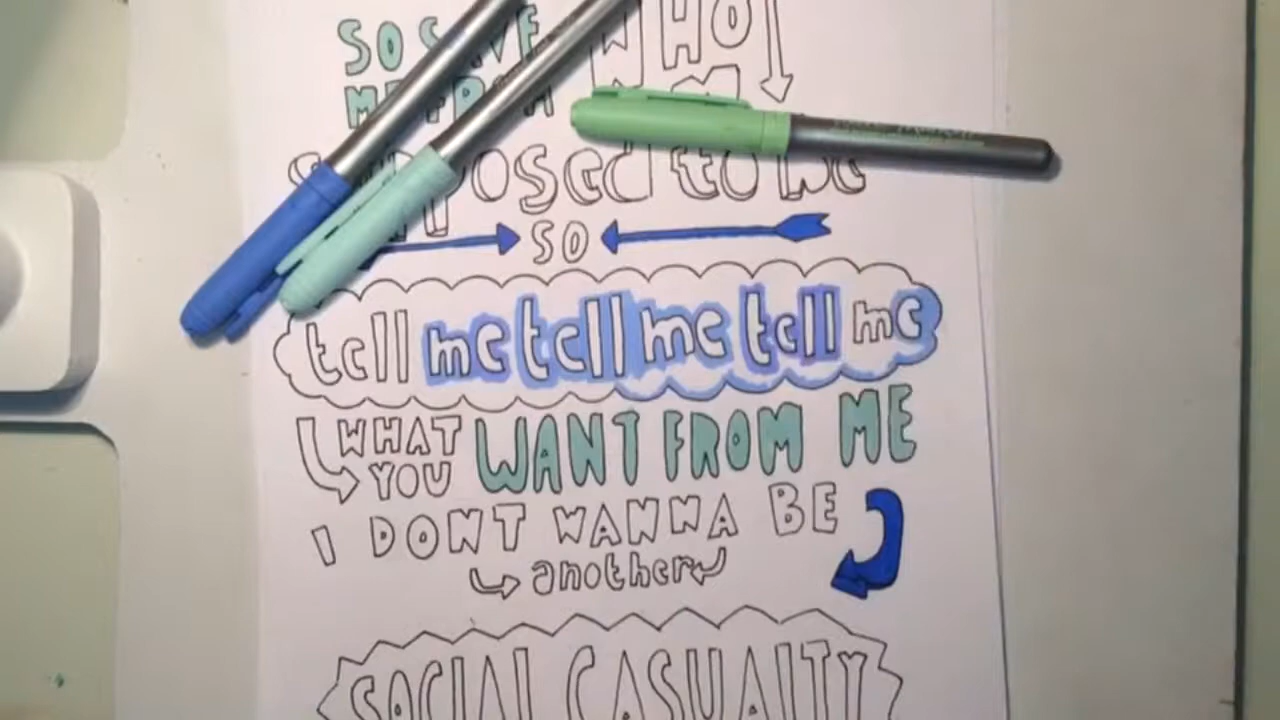 SO
WHO
ME
to be
SO
tell me tell me tell me
WHAT YOU WANT FROM ME
I DONT WANNA BE
another
SOCIAL CASUALTY